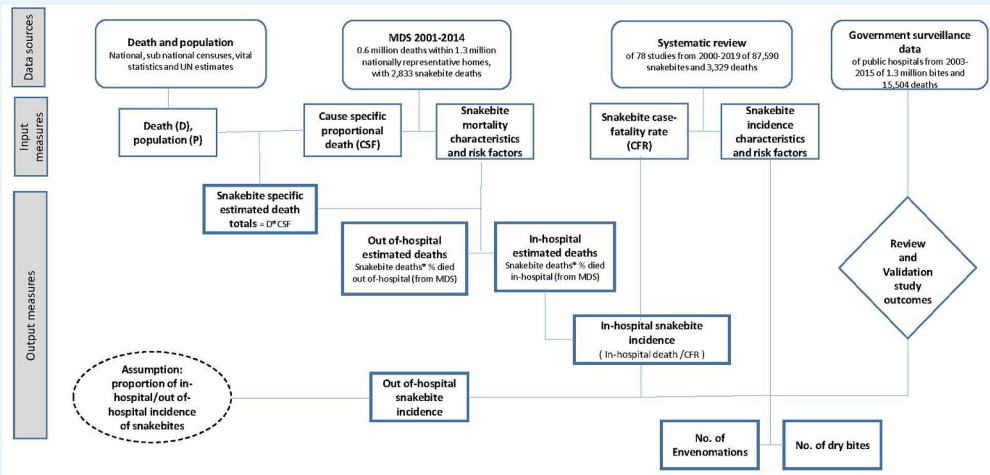 Data sources
Death and population
National, sub national censuses, vital
statistics and UN estimates
MDS 2001-2014
0.6 million deaths within 1.3 million
nationally representative homes,
with 2,833 snakebite deaths
Systematic review
of 78 studies from 2000-2019 of 87,590
snakebites and 3,329 deaths
Government surveillance
data
of public hospitals from 2003-
2015 of 1.3 million bites and
15,504 deaths
Input
measures
Death (D),
population (P)
Cause specific
proportional
death (CSF)
Snakebite
mortality
characteristics
and risk factors
Snakebite case-
fatality rate
(CFR)
Snakebite
incidence
characteristics
and risk factors
Output measures
Snakebite specific
estimated death
totals = D*CSF
Out of-hospital
estimated deaths
Snakebite deaths* % died
out of-hospital (from MDS)
In-hospital
estimated deaths
Snakebite deaths* % died
in-hospital (from MDS)
Review
and
Validation
study
outcomes
In-hospital snakebite
incidence
( In-hospital death /CFR )
Assumption:
proportion of in-
hospital/out of-
hospital incidence
of snakebites
Out of-hospital
snakebite
incidence
No. of
Envenomations
No. of dry bites